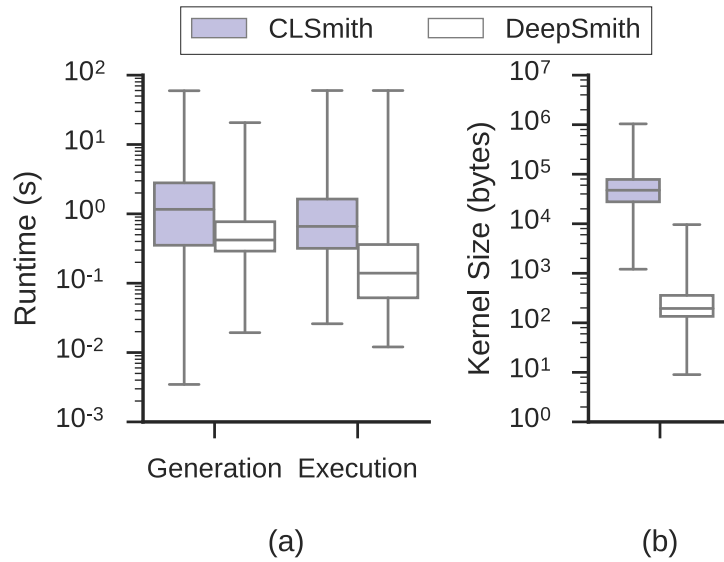 CLSmith DeepSmith
Runtime (s)
10²
10¹
10⁰
10⁻¹
10⁻²
10⁻³
Generation Execution
(a)
Kernel Size (bytes)
10⁷
10⁶
10⁵
10⁴
10³
10²
10¹
10⁰
(b)